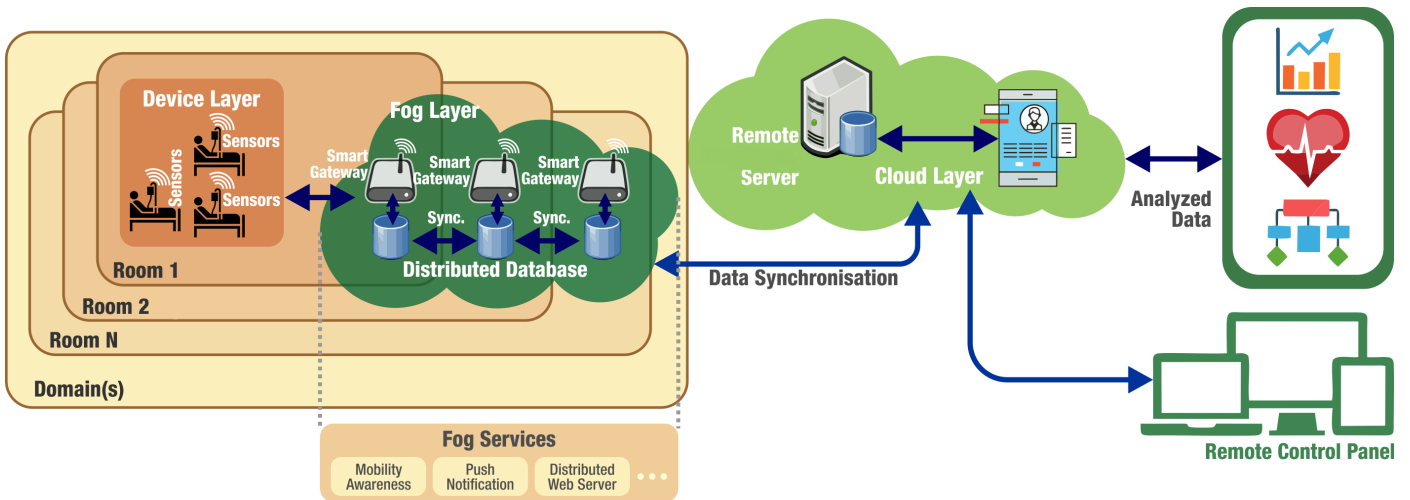 Device Layer
Sensors
Sensors
Sensors
Room 1
Room 2
Room N
Domain(s)
Fog Layer
Smart
Gateway
Smart
Gateway
Smart
Gateway
Sync.
Sync.
Distributed Database
Fog Services
Mobility
Awareness
Push
Notification
Distributed
Web Server
Remote
Server
Cloud Layer
Data Synchronisation
Analyzed
Data
Remote Control Panel